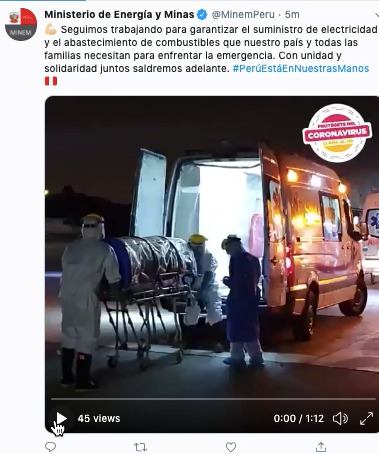 Ministerio de Energía y Minas @MinemPeru · 5m
MINEM
💪 Seguimos trabajando para garantizar el suministro de electricidad
y el abastecimiento de combustibles que nuestro país y todas las
familias necesitan para enfrentar la emergencia. Con unidad y
solidaridad juntos saldremos adelante. #PerúEstáEnNuestrasManos
🇵🇪
PROTÉGETE DEL
CORONAVIRUS
LLAMA AL 113
45 views
0:00 / 1:12